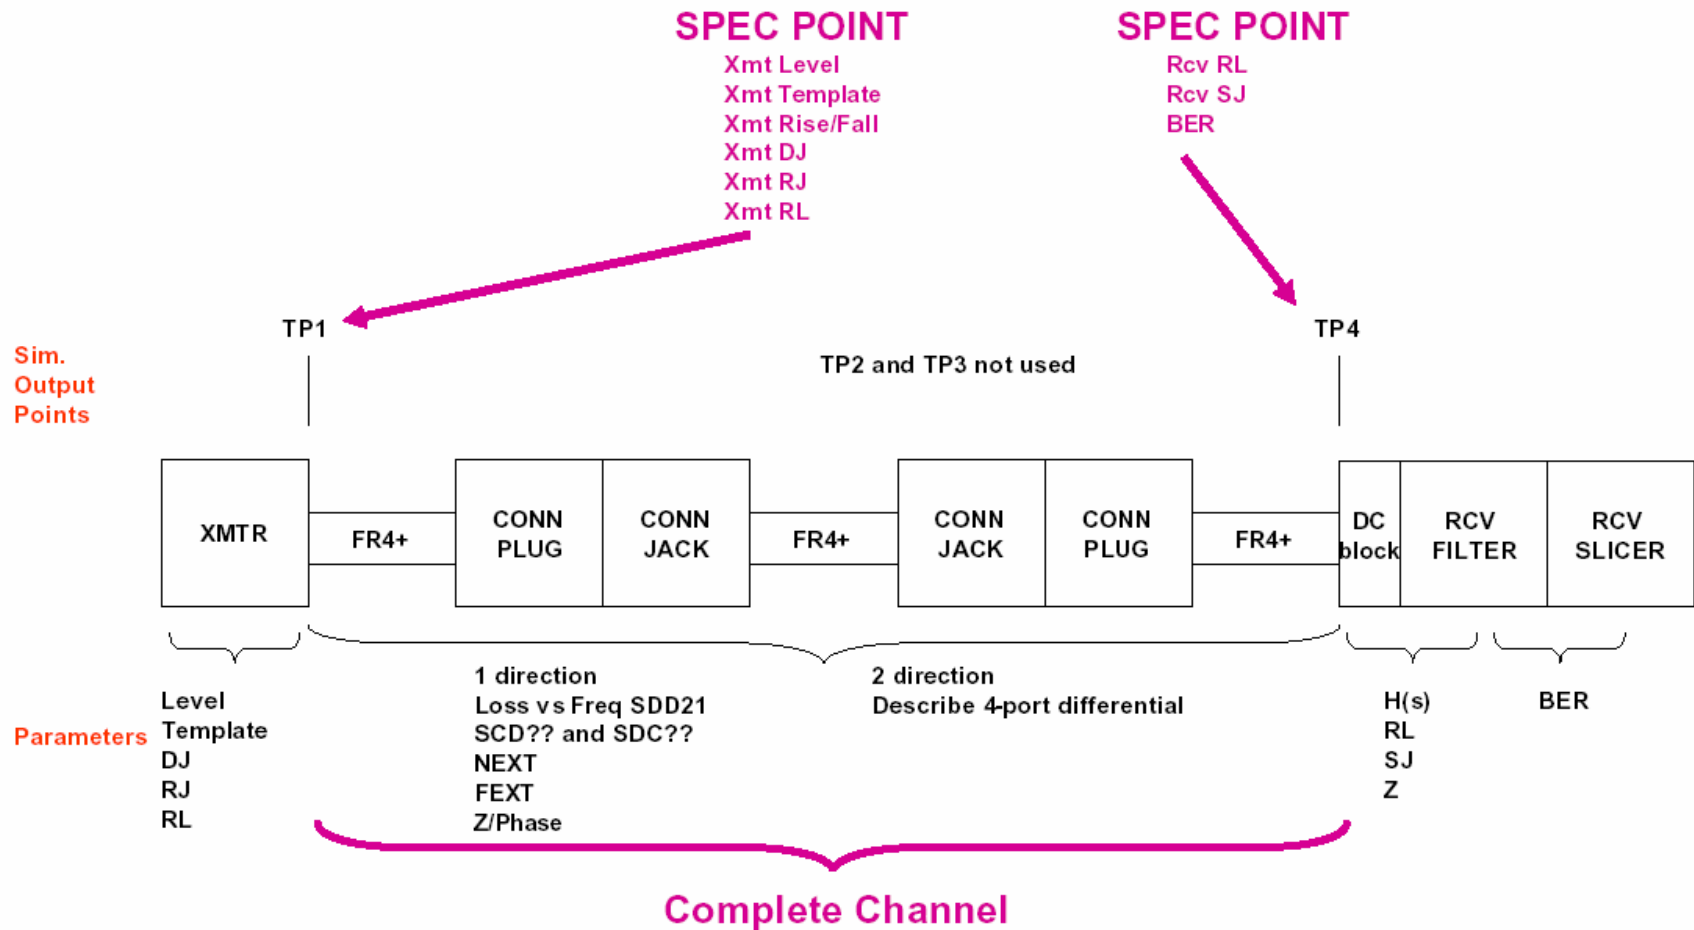 SPEC POINT
Xmt Level
Xmt Template
Xmt Rise/Fall
Xmt DJ
Xmt RJ
Xmt RL
SPEC POINT
Rcv RL
Rcv SJ
BER
TP1
TP4
Sim.
Output
Points
TP2 and TP3 not used
XMTR
FR4+
CONN
PLUG
CONN
JACK
FR4+
CONN
JACK
CONN
PLUG
FR4+
DC
block
RCV
FILTER
RCV
SLICER
Parameters
Level
Template
DJ
RJ
RL
1 direction
Loss vs Freq SDD21
SCD?? and SDC??
NEXT
FEXT
Z/Phase
2 direction
Describe 4-port differential
H(s)
RL
SJ
Z
BER
Complete Channel